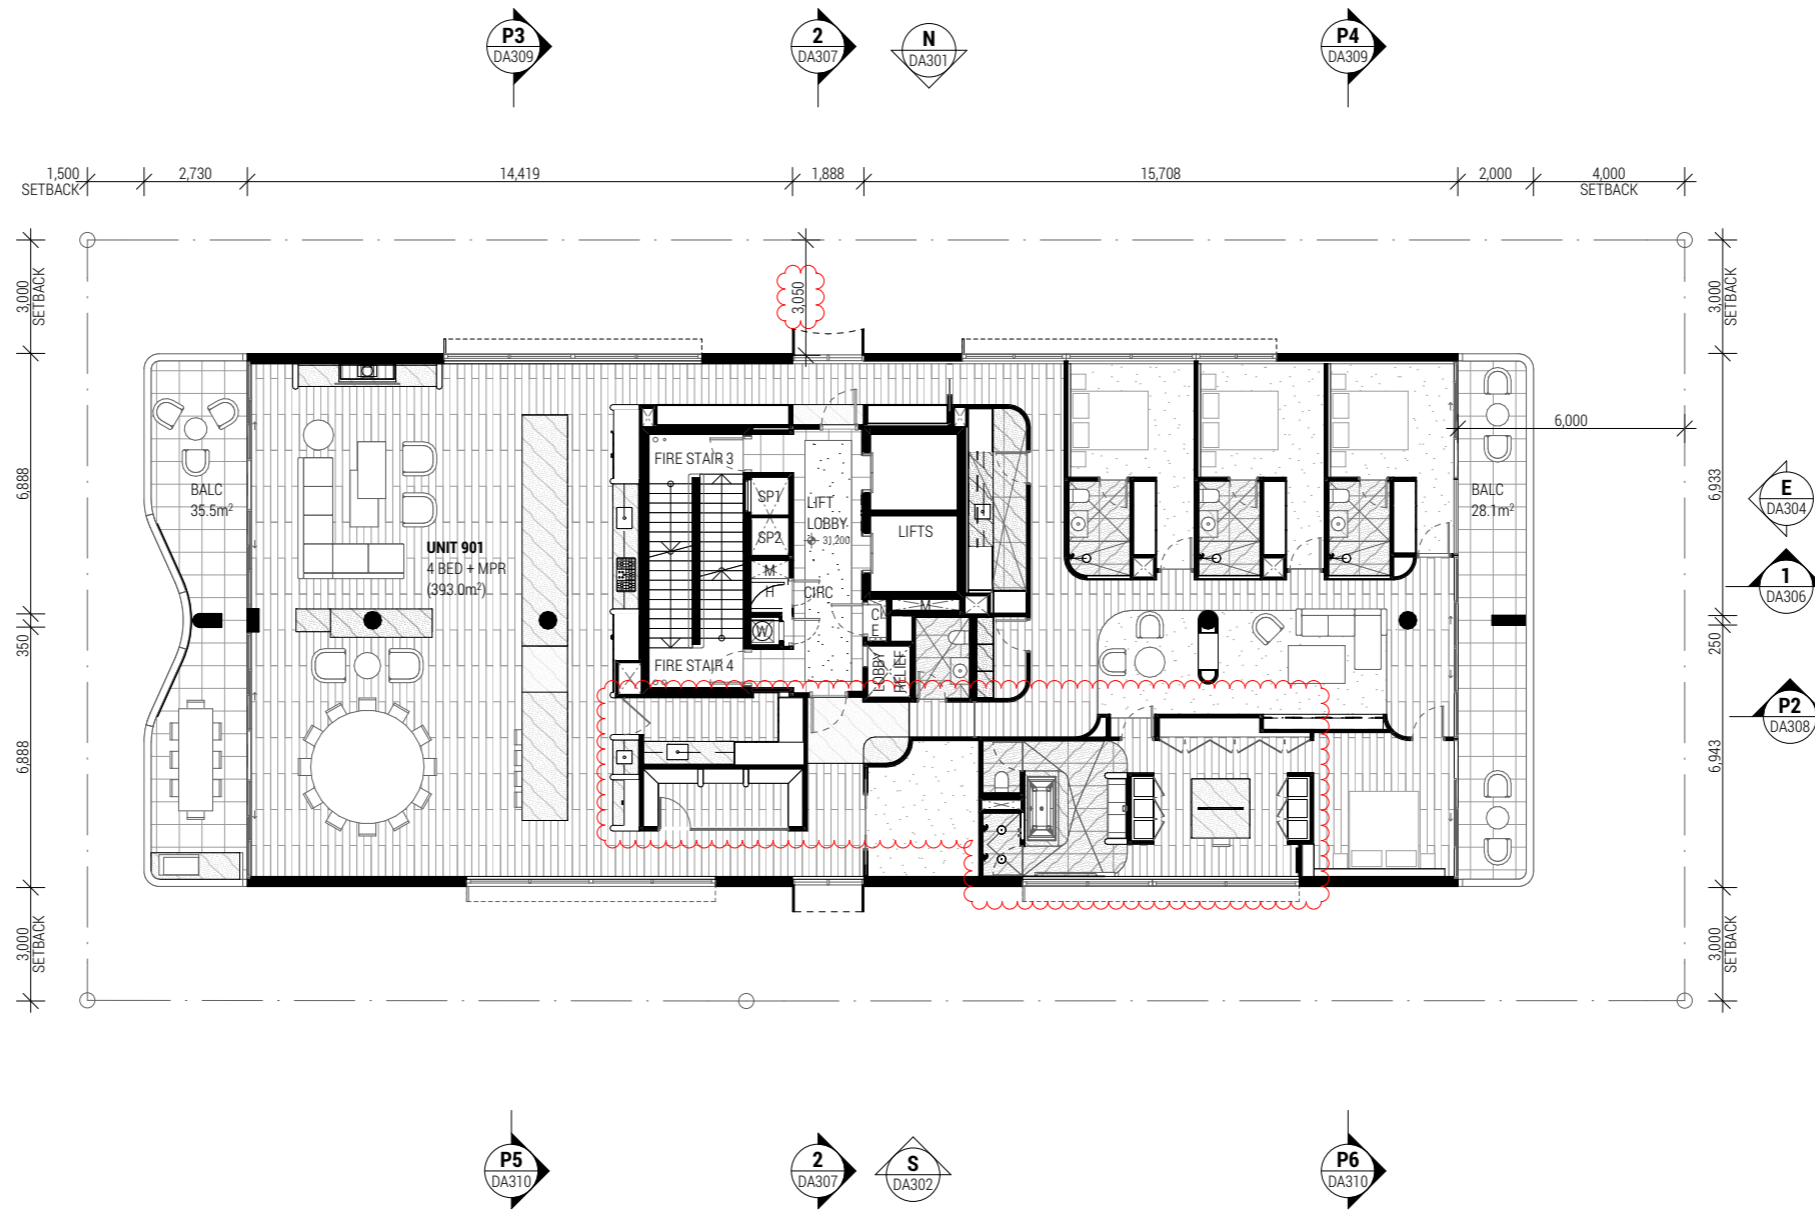 P3
DA309
2
DA307
N
DA301
P4
DA309
1,500
SETBACK
2,730
14,419
1,888
15,708
2,000
4,000
SETBACK
3,000
SETBACK
3,050
3,000
SETBACK
6,000
FIRE STAIR 3
BALC
35.5m²
SP1
LIFT
LOBBY
31,200
SP2
LIFTS
BALC
28.1m²
6,888
6,933
E
DA304
UNIT 901
4 BED + MPR
(393.0m²)
M
H
CIRC
M
C
E
W
1
DA306
350
250
FIRE STAIR 4
LOBBY
RELIEF
P2
DA308
6,888
6,943
3,000
SETBACK
3,000
SETBACK
P5
DA310
2
DA307
S
DA302
P6
DA310